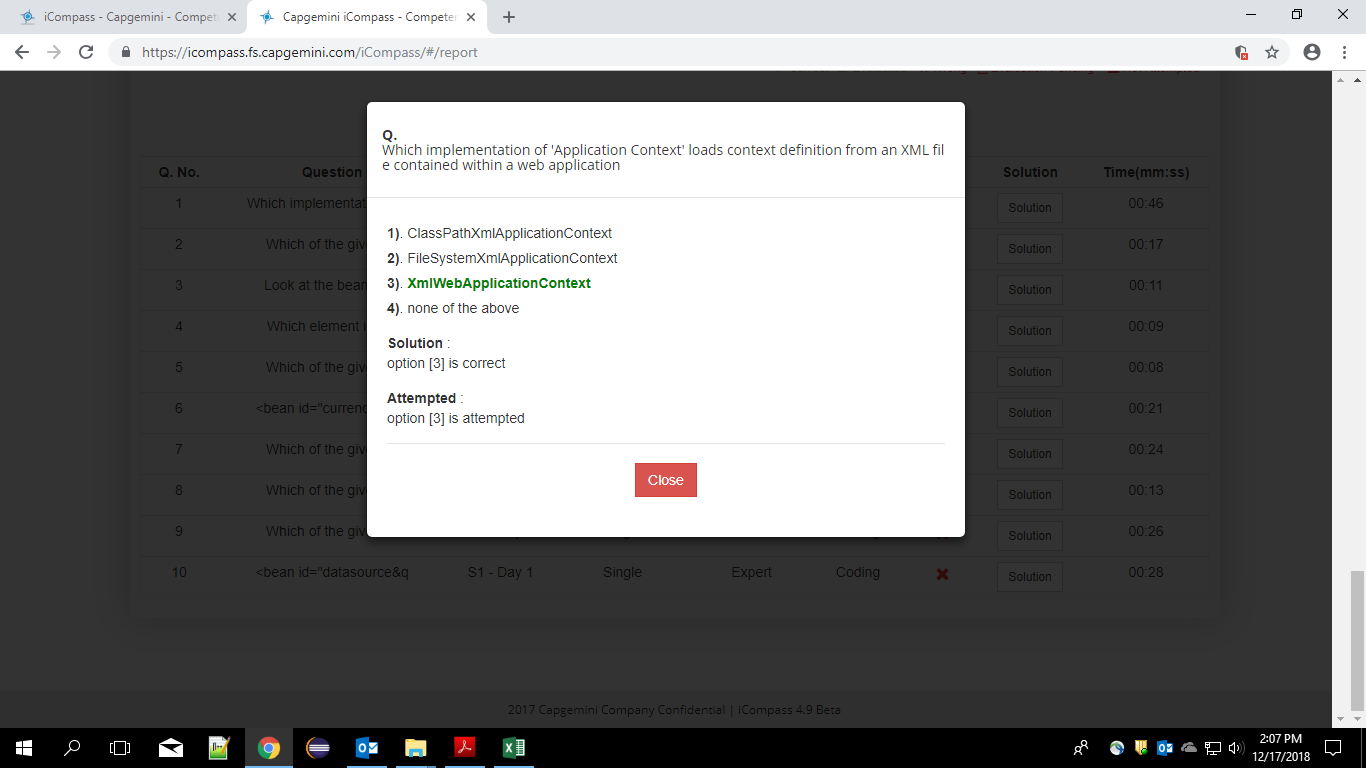 iCompass - Capgemini - Compet
Capgemini iCompass - Competen
https://icompass.fs.capgemini.com/iCompass/#/report
Q.
Which implementation of 'Application Context' loads context definition from an XML fil
e contained within a web application
1). ClassPathXmlApplicationContext
2). FileSystemXmlApplicationContext
3). XmlWebApplicationContext
4). none of the above
Solution :
option [3] is correct
Attempted :
option [3] is attempted
Close
Q. No. Question Solution Time(mm:ss)
1 Which implementat Solution 00:46
2 Which of the giv Solution 00:17
3 Look at the bean Solution 00:11
4 Which element i Solution 00:09
5 Which of the giv Solution 00:08
6 <bean id="currenc Solution 00:21
7 Which of the giv Solution 00:24
8 Which of the giv Solution 00:13
9 Which of the giv Solution 00:26
10 <bean id="datasource&q S1 - Day 1 Single Expert Coding Solution 00:28
2017 Capgemini Company Confidential | iCompass 4.9 Beta
2:07 PM
12/17/2018